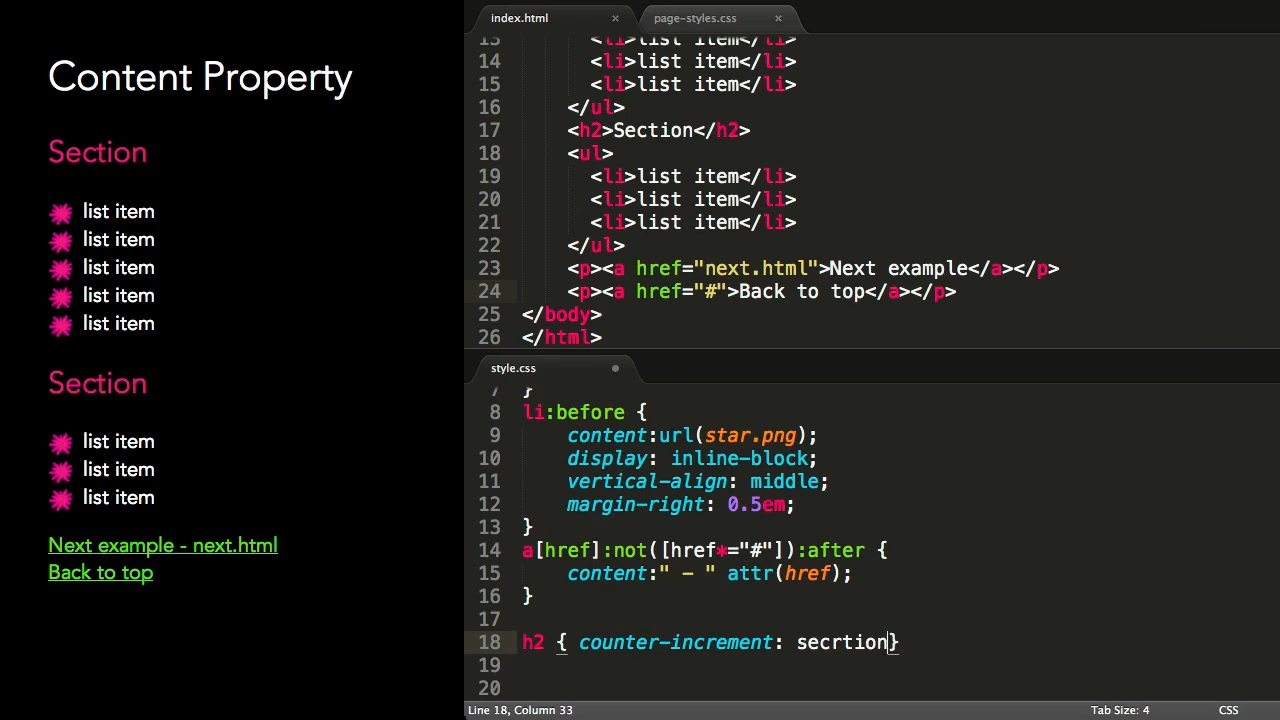 Content Property
Section
list item
list item
list item
list item
list item
Section
list item
list item
list item
Next example - next.html
Back to top
index.html × page-styles.css ×
13 <li>list item</li>
14 <li>list item</li>
15 <li>list item</li>
16 </ul>
17 <h2>Section</h2>
18 <ul>
19 <li>list item</li>
20 <li>list item</li>
21 <li>list item</li>
22 </ul>
23 <p><a href="next.html">Next example</a></p>
24 <p><a href="#">Back to top</a></p>
25 </body>
26 </html>
style.css
7 }
8 li:before {
9 content:url(star.png);
10 display: inline-block;
11 vertical-align: middle;
12 margin-right: 0.5em;
13 }
14 a[href]:not([href*="#"]):after {
15 content:" - " attr(href);
16 }
17
18 h2 { counter-increment: secrtion}
19
20
Line 18, Column 33 Tab Size: 4 CSS